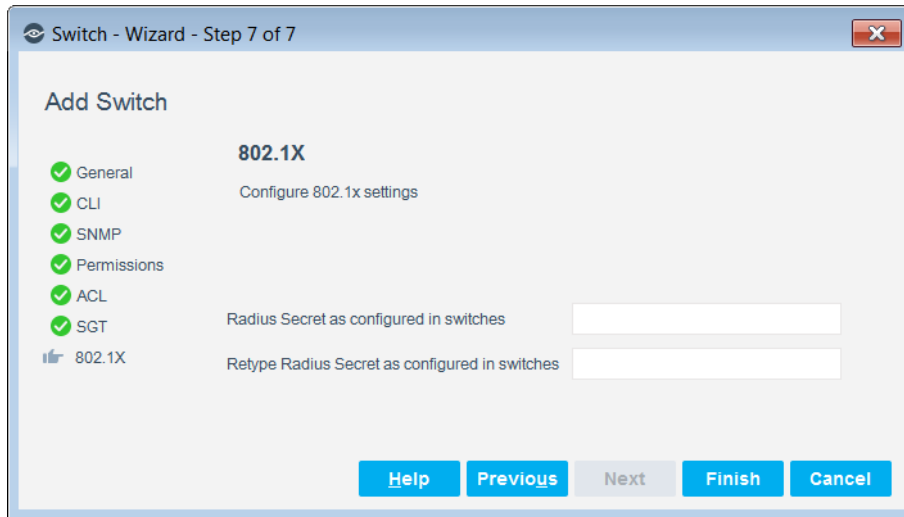 Switch - Wizard - Step 7 of 7
Add Switch
General
CLI
SNMP
Permissions
ACL
SGT
802.1X
802.1X
Configure 802.1x settings
Radius Secret as configured in switches
Retype Radius Secret as configured in switches
Help Previous Next Finish Cancel